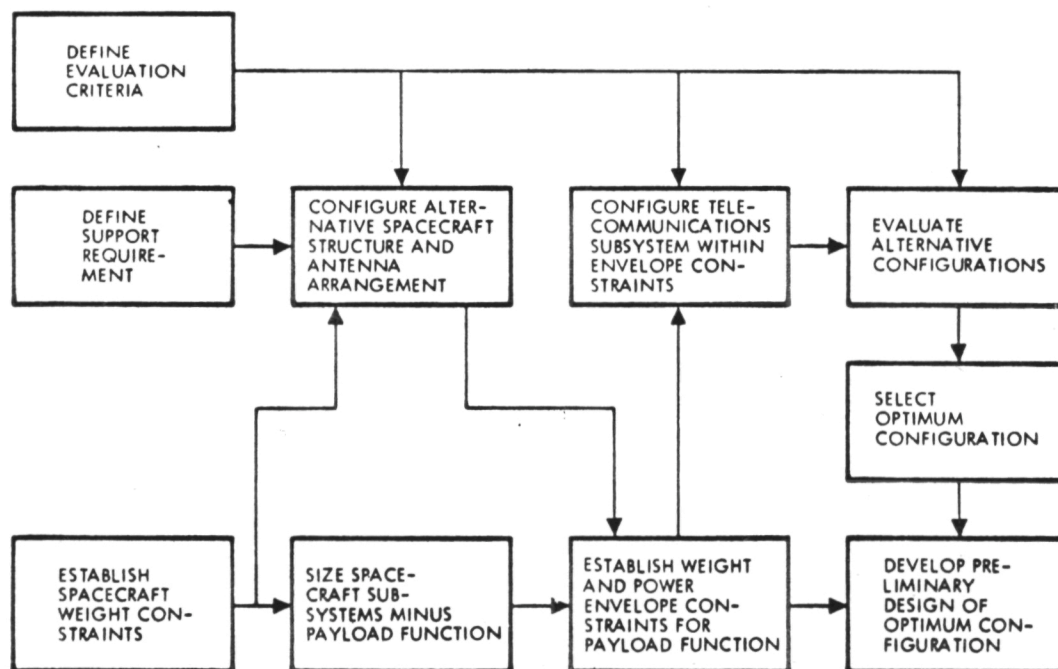 DEFINE
EVALUATION
CRITERIA
DEFINE
SUPPORT
REQUIRE-
MENT
CONFIGURE ALTER-
NATIVE SPACECRAFT
STRUCTURE AND
ANTENNA
ARRANGEMENT
CONFIGURE TELE-
COMMUNICATIONS
SUBSYSTEM WITHIN
ENVELOPE CON-
STRAINTS
EVALUATE
ALTERNATIVE
CONFIGURATIONS
SELECT
OPTIMUM
CONFIGURATION
ESTABLISH
SPACECRAFT
WEIGHT CON-
STRAINTS
SIZE SPACE-
CRAFT SUB-
SYSTEMS MINUS
PAYLOAD FUNCTION
ESTABLISH WEIGHT
AND POWER
ENVELOPE CON-
STRAINTS FOR
PAYLOAD FUNCTION
DEVELOP PRE-
LIMINARY
DESIGN OF
OPTIMUM CON-
FIGURATION